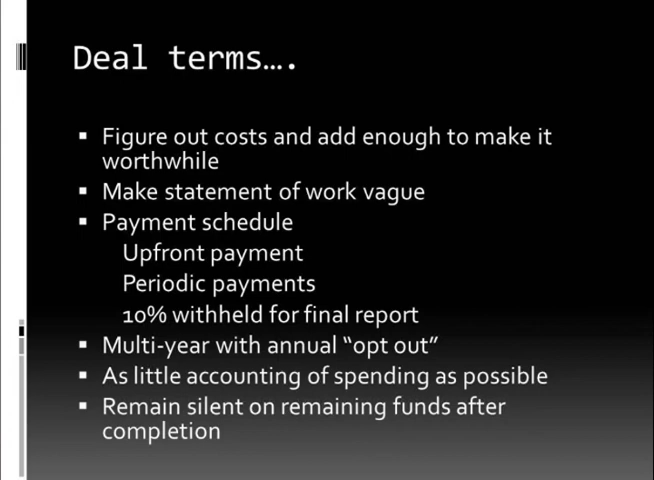 Deal terms….
▪ Figure out costs and add enough to make it
worthwhile
▪ Make statement of work vague
▪ Payment schedule
Upfront payment
Periodic payments
10% withheld for final report
▪ Multi-year with annual “opt out”
▪ As little accounting of spending as possible
▪ Remain silent on remaining funds after
completion